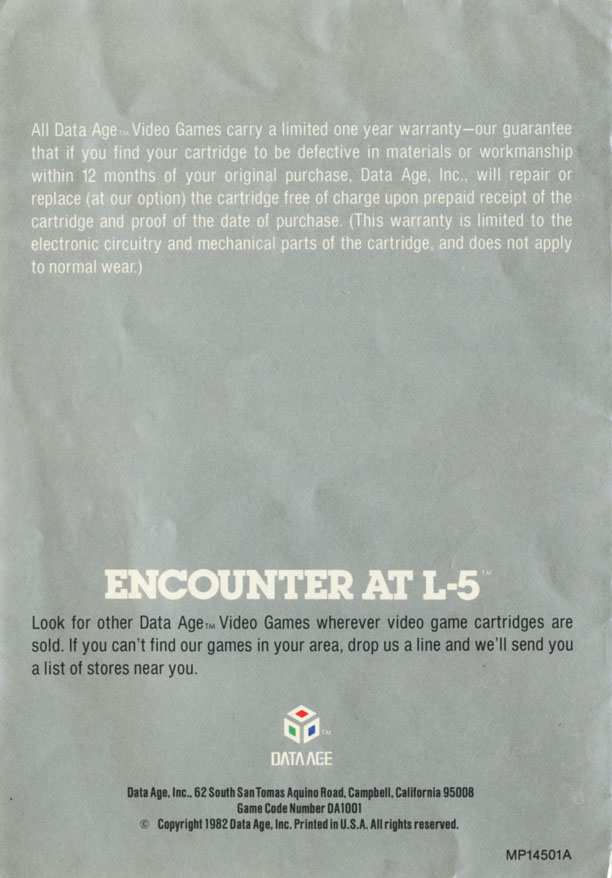 All Data Age™ Video Games carry a limited one year warranty—our guarantee
that if you find your cartridge to be defective in materials or workmanship
within 12 months of your original purchase, Data Age, Inc., will repair or
replace (at our option) the cartridge free of charge upon prepaid receipt of the
cartridge and proof of the date of purchase. (This warranty is limited to the
electronic circuitry and mechanical parts of the cartridge, and does not apply
to normal wear.)
ENCOUNTER AT L-5™
Look for other Data Age™ Video Games wherever video game cartridges are
sold. If you can't find our games in your area, drop us a line and we'll send you
a list of stores near you.
™
DATA AGE
Data Age, Inc., 62 South San Tomas Aquino Road, Campbell, California 95008
Game Code Number DA1001
© Copyright 1982 Data Age, Inc. Printed in U.S.A. All rights reserved.
MP14501A